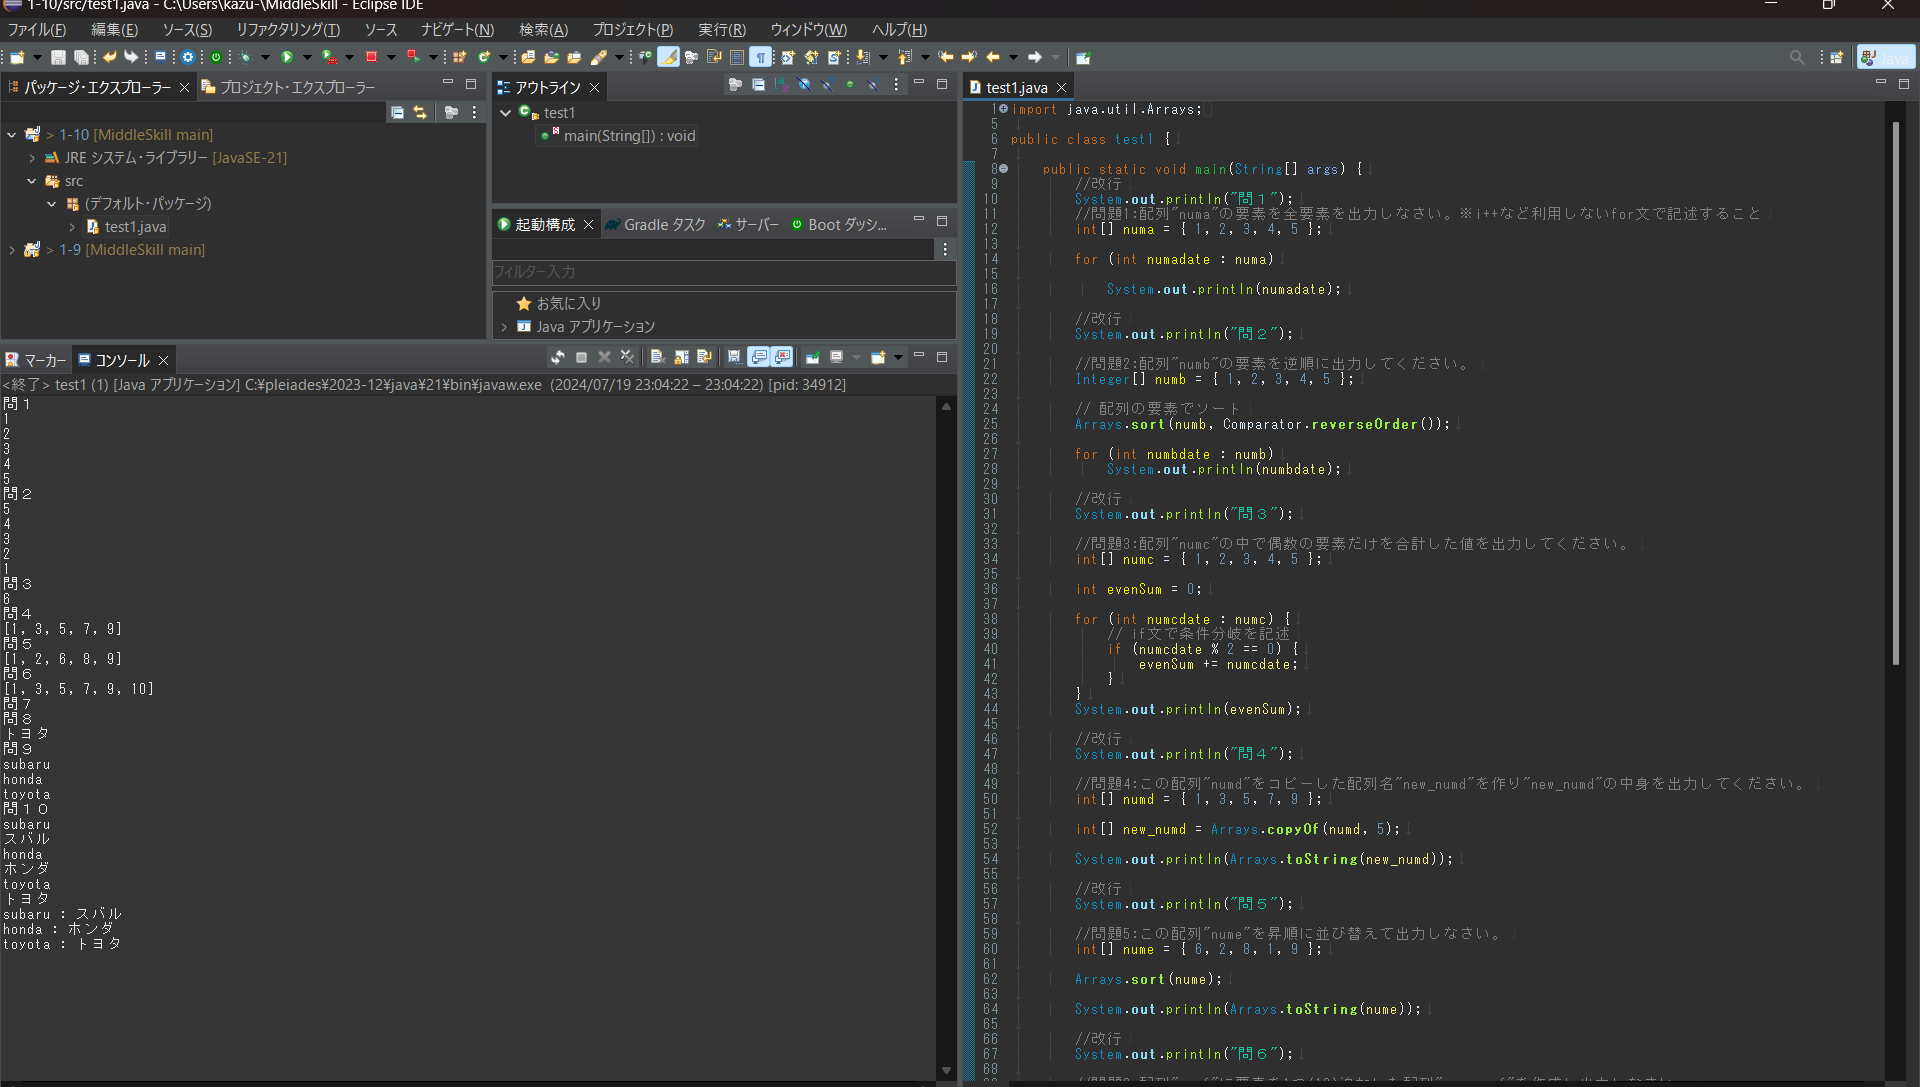 1-10/src/test1.java - C:\Users\kazu-\MiddleSkill - Eclipse IDE
ファイル(F) 編集(E) ソース(S) リファクタリング(T) ソース ナビゲート(N) 検索(A) プロジェクト(P) 実行(R) ウィンドウ(W) ヘルプ(H)
Java
パッケージ・エクスプローラー プロジェクト・エクスプローラー
> 1-10 [MiddleSkill main]
JRE システム・ライブラリー [JavaSE-21]
src
(デフォルト・パッケージ)
test1.java
> 1-9 [MiddleSkill main]
アウトライン
test1
main(String[]) : void
起動構成 Gradle タスク サーバー Boot ダッシ...
フィルター入力
お気に入り
Java アプリケーション
マーカー コンソール
<終了> test1 (1) [Java アプリケーション] C:¥pleiades¥2023-12¥java¥21¥bin¥javaw.exe (2024/07/19 23:04:22 – 23:04:22) [pid: 34912]
問１
1
2
3
4
5
問２
5
4
3
2
1
問３
6
問４
[1, 3, 5, 7, 9]
問５
[1, 2, 6, 8, 9]
問６
[1, 3, 5, 7, 9, 10]
問７
問８
トヨタ
問９
subaru
honda
toyota
問１０
subaru
スバル
honda
ホンダ
toyota
トヨタ
subaru : スバル
honda : ホンダ
toyota : トヨタ
test1.java
1 import java.util.Arrays;
5
6 public class test1 {
7
8 public static void main(String[] args) {
9 //改行
10 System.out.println("問１");
11 //問題1:配列"numa"の要素を全要素を出力しなさい。※i++など利用しないfor文で記述すること
12 int[] numa = { 1, 2, 3, 4, 5 };
13
14 for (int numadate : numa)
15
16 System.out.println(numadate);
17
18 //改行
19 System.out.println("問２");
20
21 //問題2:配列"numb"の要素を逆順に出力してください。
22 Integer[] numb = { 1, 2, 3, 4, 5 };
23
24 // 配列の要素でソート
25 Arrays.sort(numb, Comparator.reverseOrder());
26
27 for (int numbdate : numb)
28 System.out.println(numbdate);
29
30 //改行
31 System.out.println("問３");
32
33 //問題3:配列"numc"の中で偶数の要素だけを合計した値を出力してください。
34 int[] numc = { 1, 2, 3, 4, 5 };
35
36 int evenSum = 0;
37
38 for (int numcdate : numc) {
39 // if文で条件分岐を記述
40 if (numcdate % 2 == 0) {
41 evenSum += numcdate;
42 }
43 }
44 System.out.println(evenSum);
45
46 //改行
47 System.out.println("問４");
48
49 //問題4:この配列"numd"をコピーした配列名"new_numd"を作り"new_numd"の中身を出力してください。
50 int[] numd = { 1, 3, 5, 7, 9 };
51
52 int[] new_numd = Arrays.copyOf(numd, 5);
53
54 System.out.println(Arrays.toString(new_numd));
55
56 //改行
57 System.out.println("問５");
58
59 //問題5:この配列"nume"を昇順に並び替えて出力しなさい。
60 int[] nume = { 6, 2, 8, 1, 9 };
61
62 Arrays.sort(nume);
63
64 System.out.println(Arrays.toString(nume));
65
66 //改行
67 System.out.println("問６");
68